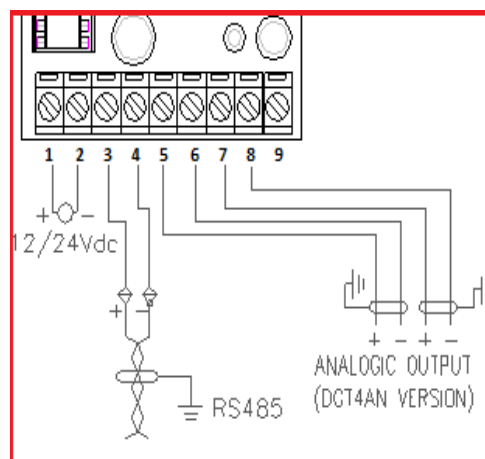 1 2 3 4 5 6 7 8 9
+ -
12/24Vdc
+ -
+ - + -
ANALOGIC OUTPUT
(DCT4AN VERSION)
RS485